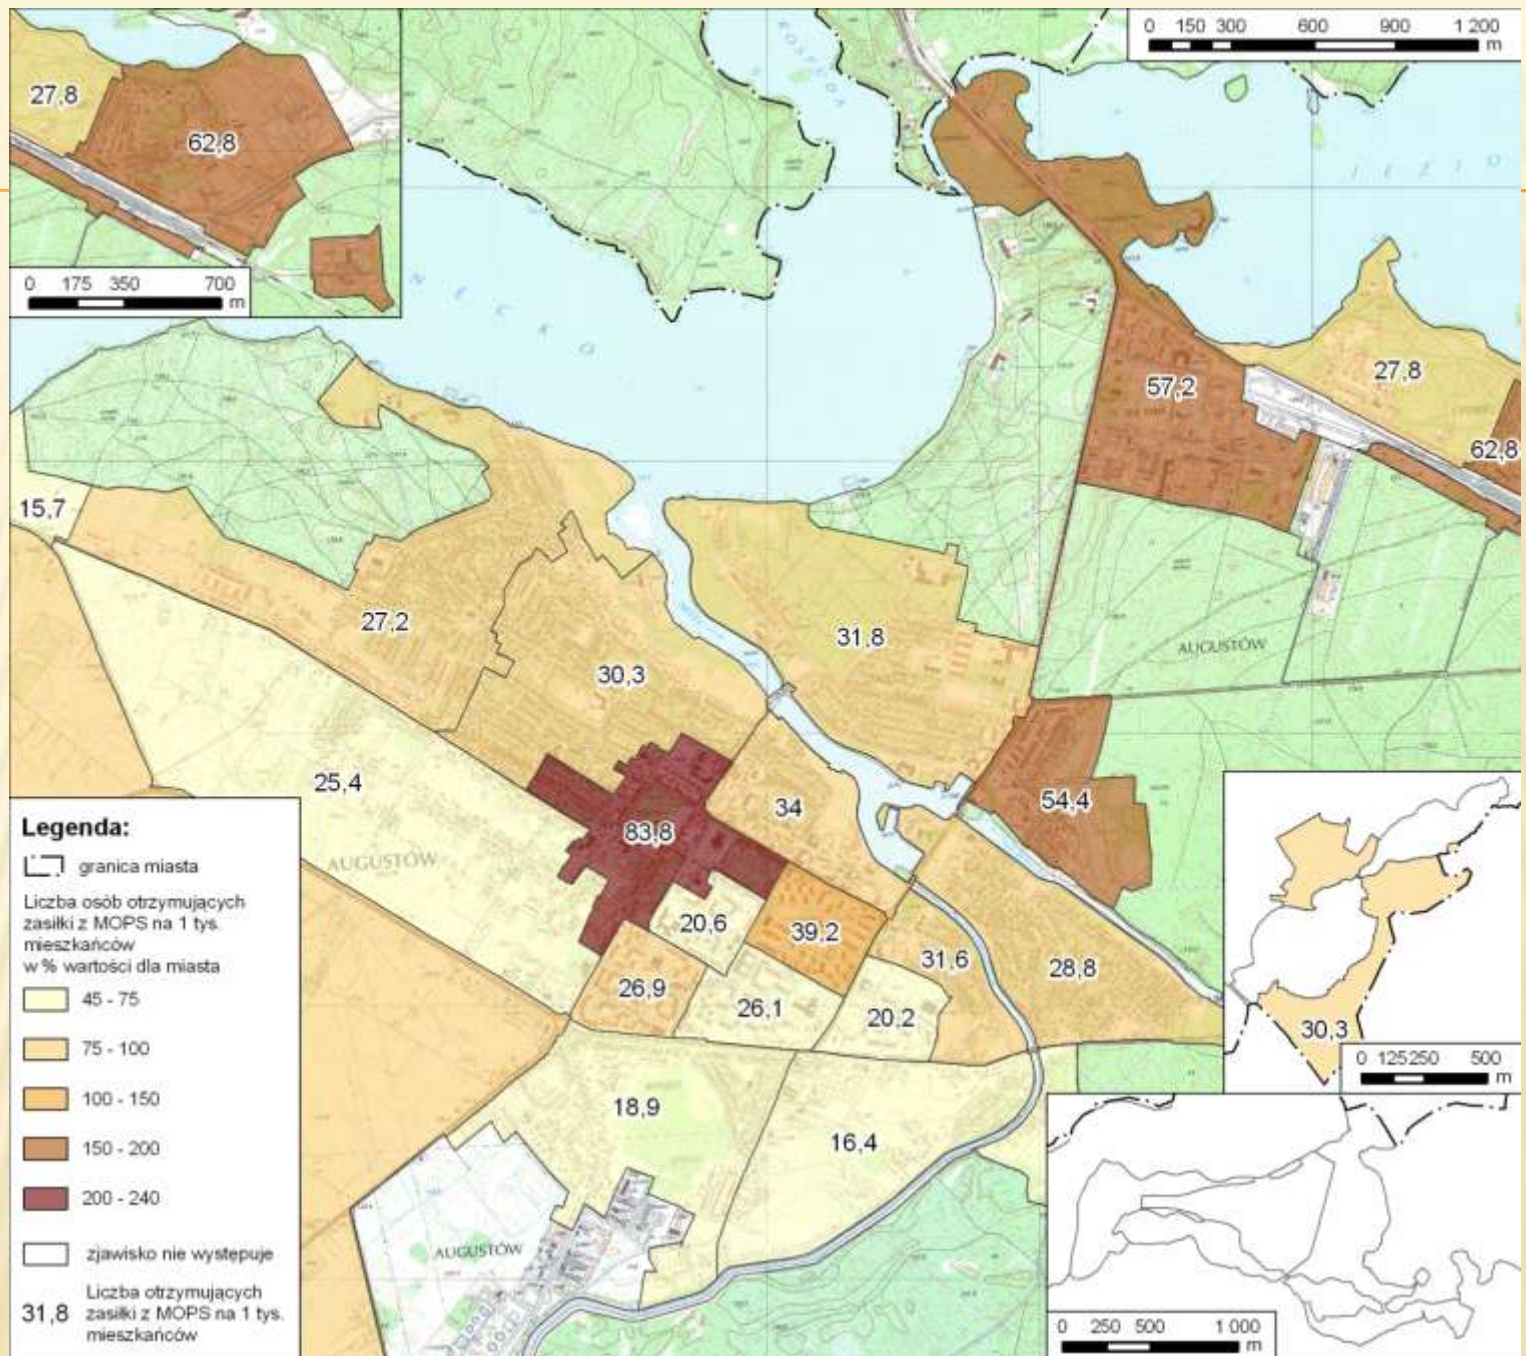 0 150 300 600 900 1 200
m
27,8
62,8
0 175 350 700
m
NECKO
ROSPUDA
JEZIO
57,2
27,8
62,8
15,7
27,2
30,3
31,8
AUGUSTÓW
25,4
34
54,4
83,8
AUGUSTÓW
20,6
39,2
31,6
28,8
26,9
26,1
20,2
18,9
16,4
AUGUSTÓW
30,3
0 125 250 500
m
0 250 500 1 000
m
Legenda:
granica miasta
Liczba osób otrzymujących
zasiłki z MOPS na 1 tys.
mieszkańców
w % wartości dla miasta
45 - 75
75 - 100
100 - 150
150 - 200
200 - 240
zjawisko nie występuje
31,8 Liczba otrzymujących
zasiłki z MOPS na 1 tys.
mieszkańców